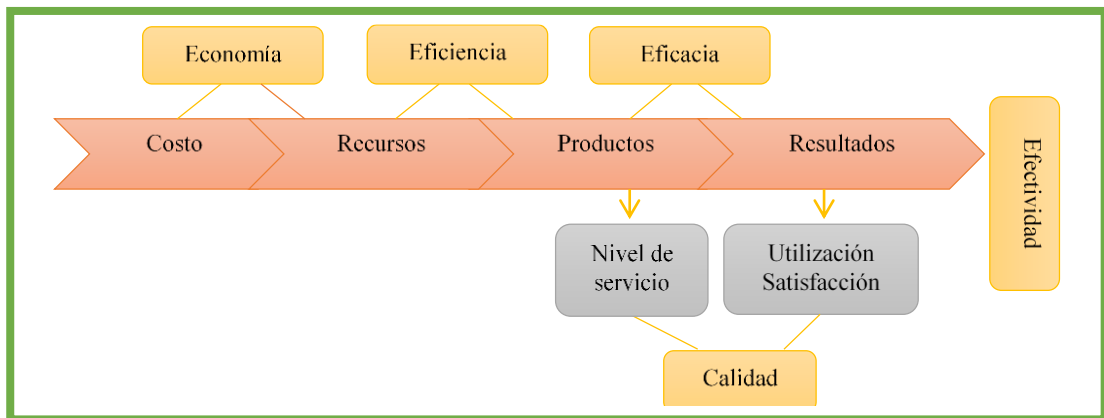 Economía
Eficiencia
Eficacia
Costo
Recursos
Productos
Resultados
Efectividad
Nivel de
servicio
Utilización
Satisfacción
Calidad